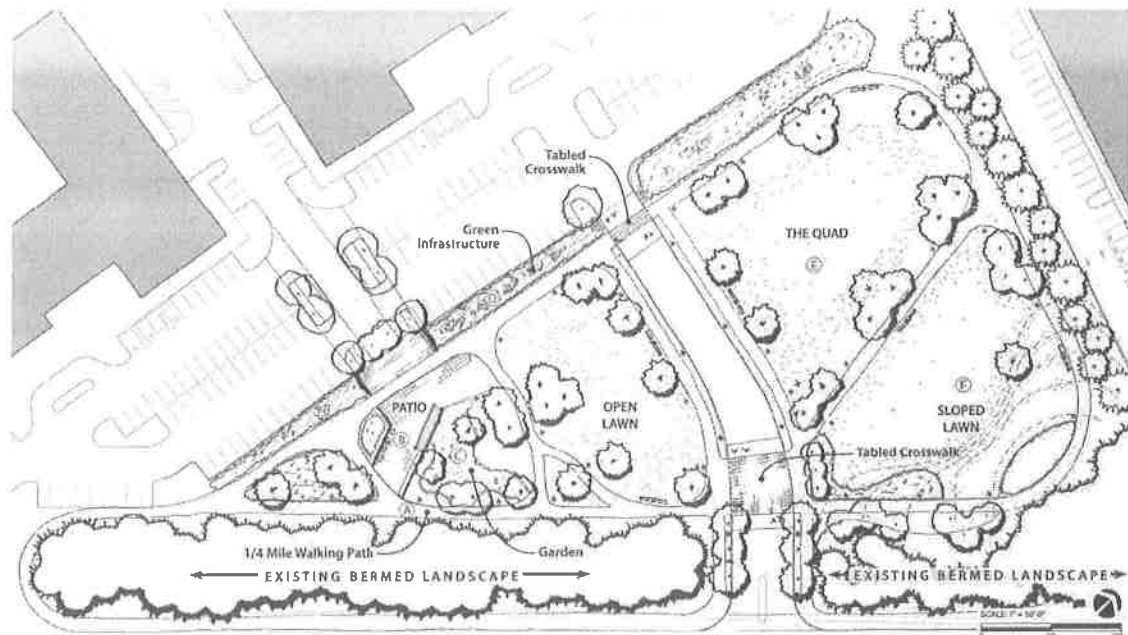 Tabled
Crosswalk
Green
Infrastructure
THE QUAD
E
PATIO
B
OPEN
LAWN
F
SLOPED
LAWN
C
Tabled Crosswalk
A
1/4 Mile Walking Path
Garden
EXISTING BERMED LANDSCAPE
EXISTING BERMED LANDSCAPE